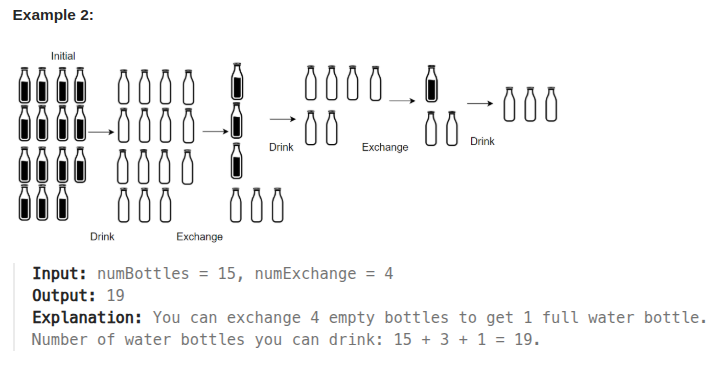 Example 2:
Initial
Drink
Exchange
Drink
Exchange
Drink
Input: numBottles = 15, numExchange = 4
Output: 19
Explanation: You can exchange 4 empty bottles to get 1 full water bottle.
Number of water bottles you can drink: 15 + 3 + 1 = 19.